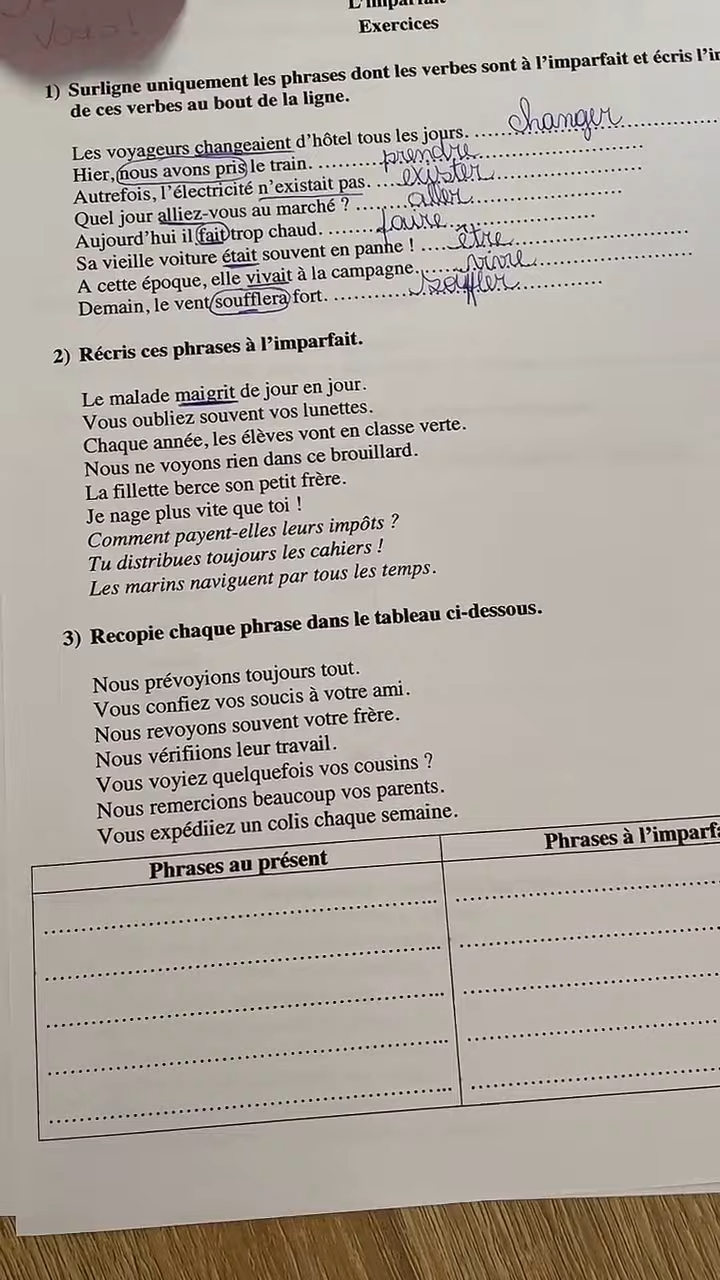 Vous!
L'imparfait
Exercices
1) Surligne uniquement les phrases dont les verbes sont à l'imparfait et écris
de ces verbes au bout de la ligne.
Les voyageurs changeaient d'hôtel tous les jours. changer
Hier, nous avons pris le train. prendre
Autrefois, l'électricité n'existait pas. exister
Quel jour alliez-vous au marché ? aller
Aujourd'hui il fait trop chaud. faire
Sa vieille voiture était souvent en panne ! être
A cette époque, elle vivait à la campagne. vivre
Demain, le vent soufflera fort. souffler
2) Récris ces phrases à l'imparfait.
Le malade maigrit de jour en jour.
Vous oubliez souvent vos lunettes.
Chaque année, les élèves vont en classe verte.
Nous ne voyons rien dans ce brouillard.
La fillette berce son petit frère.
Je nage plus vite que toi !
Comment payent-elles leurs impôts ?
Tu distribues toujours les cahiers !
Les marins naviguent par tous les temps.
3) Recopie chaque phrase dans le tableau ci-dessous.
Nous prévoyions toujours tout.
Vous confiez vos soucis à votre ami.
Nous revoyons souvent votre frère.
Nous vérifiions leur travail.
Vous voyiez quelquefois vos cousins ?
Nous remercions beaucoup vos parents.
Vous expédiiez un colis chaque semaine.
Phrases au présent Phrases à l'imparfa